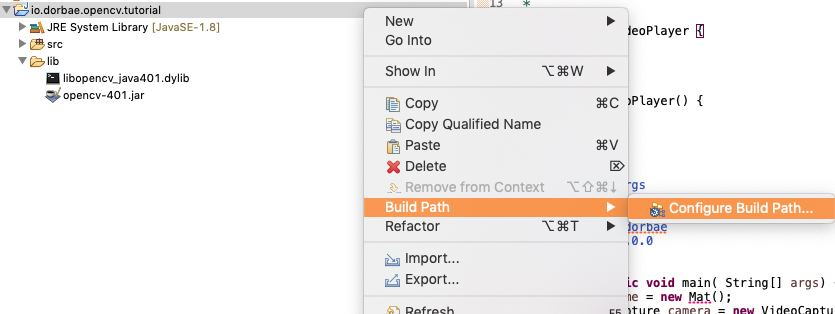 io.dorbae.opencv.tutorial
JRE System Library [JavaSE-1.8]
src
lib
libopencv_java401.dylib
opencv-401.jar
New
Go Into
Show In ⌥⌘W
Copy ⌘C
Copy Qualified Name
Paste ⌘V
Delete ⌦
Remove from Context ⌥⇧⌘↓
Build Path
Refactor ⌥⌘T
Import...
Export...
Refresh F5
Configure Build Path...
13 *
deoPlayer {
oPlayer() {
rgs
dorbae
.0.0
ic void main( String[] args) {
me = new Mat();
pture camera = new VideoCaptu